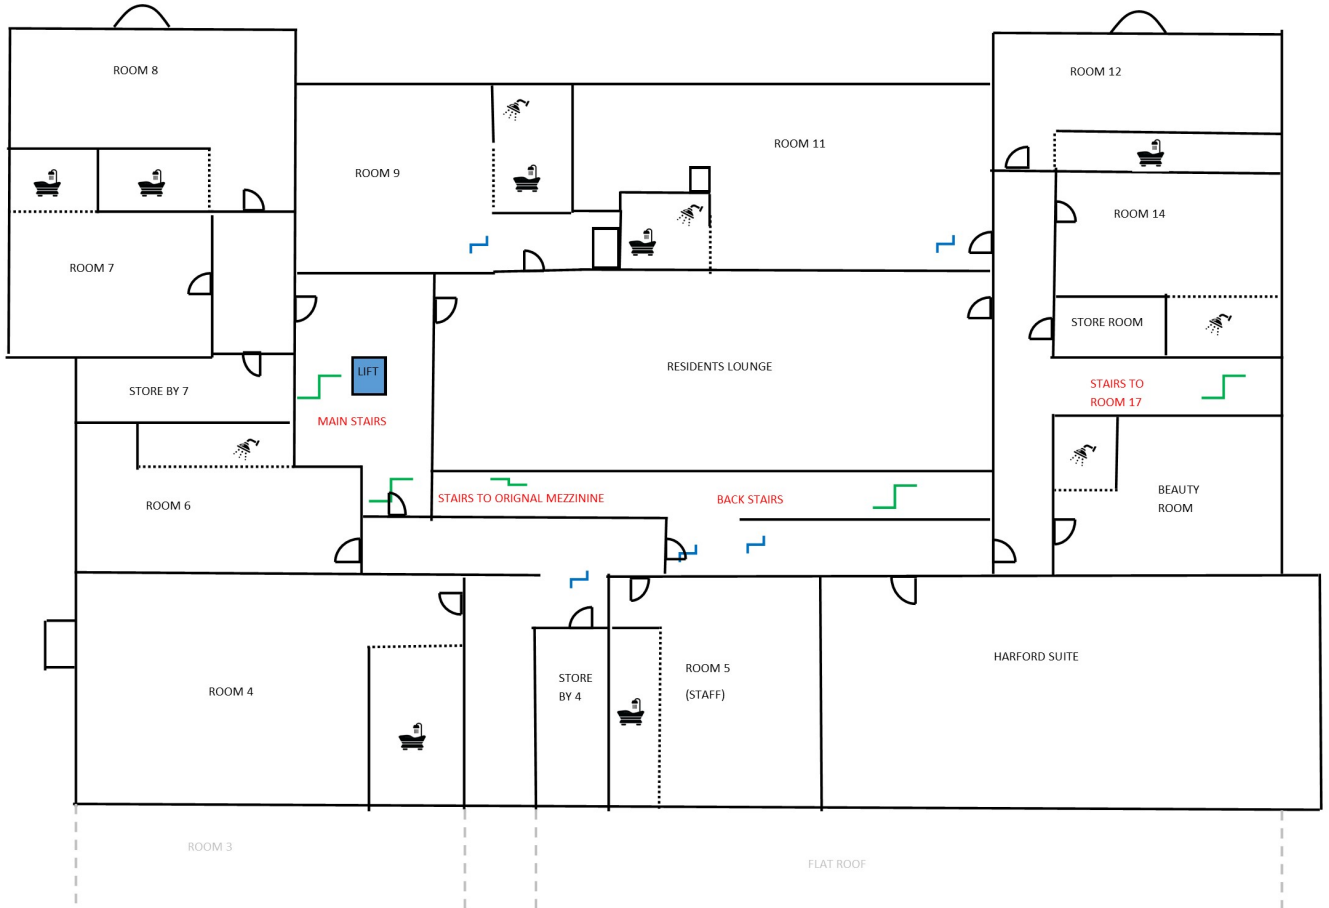 ROOM 8
ROOM 12
ROOM 11
ROOM 9
ROOM 14
ROOM 7
STORE ROOM
RESIDENTS LOUNGE
LIFT
STORE BY 7
MAIN STAIRS
STAIRS TO
ROOM 17
STAIRS TO ORIGNAL MEZZININE
BACK STAIRS
ROOM 6
BEAUTY
ROOM
HARFORD SUITE
ROOM 5
(STAFF)
STORE
BY 4
ROOM 4
ROOM 3
FLAT ROOF